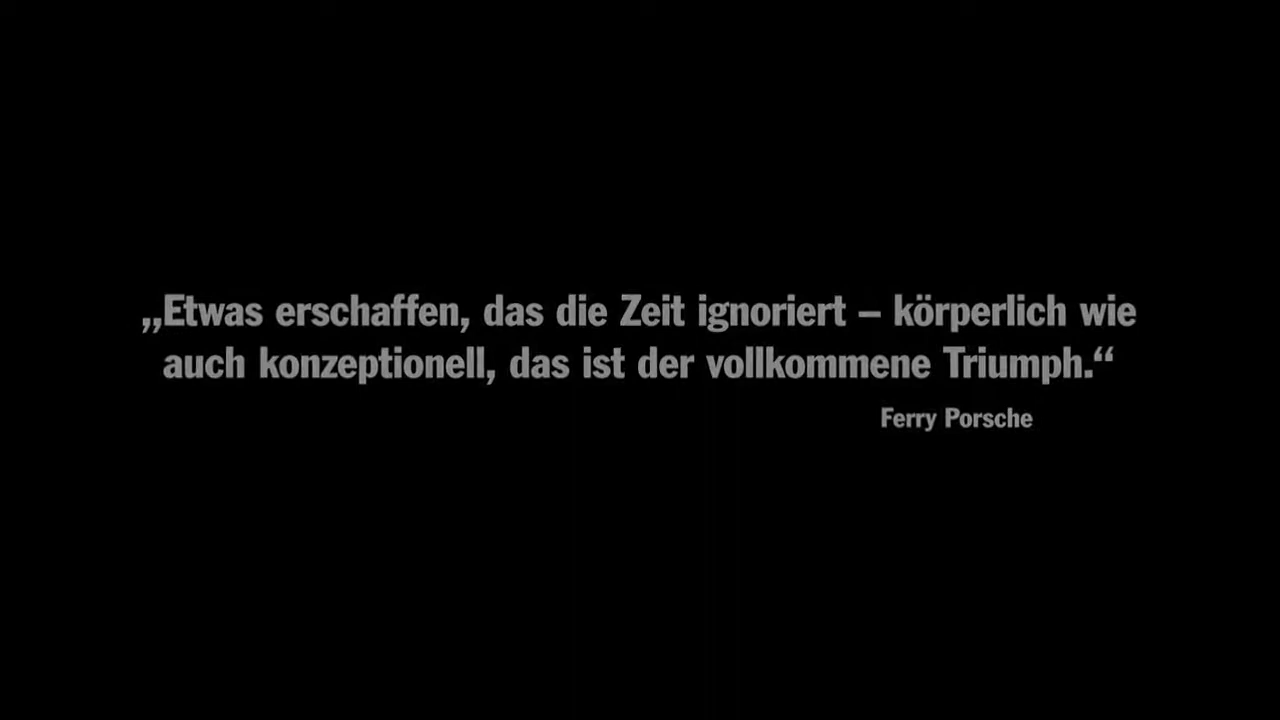 „Etwas erschaffen, das die Zeit ignoriert – körperlich wie
auch konzeptionell, das ist der vollkommene Triumph.“
Ferry Porsche